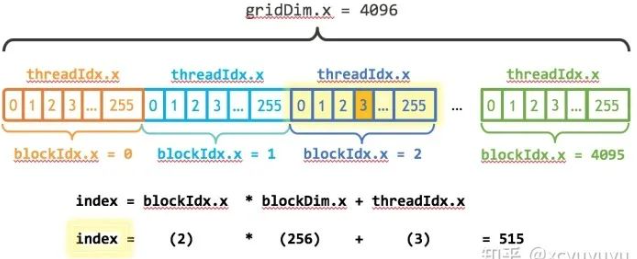 gridDim.x = 4096
threadIdx.x threadIdx.x threadIdx.x threadIdx.x
0 1 2 3 ... 255 0 1 2 3 ... 255 0 1 2 3 ... 255 ... 0 1 2 3 ... 255
blockIdx.x = 0 blockIdx.x = 1 blockIdx.x = 2 blockIdx.x = 4095
index = blockIdx.x * blockDim.x + threadIdx.x
index = (2) * (256) + (3) = 515
知乎 @zcyuyuyu